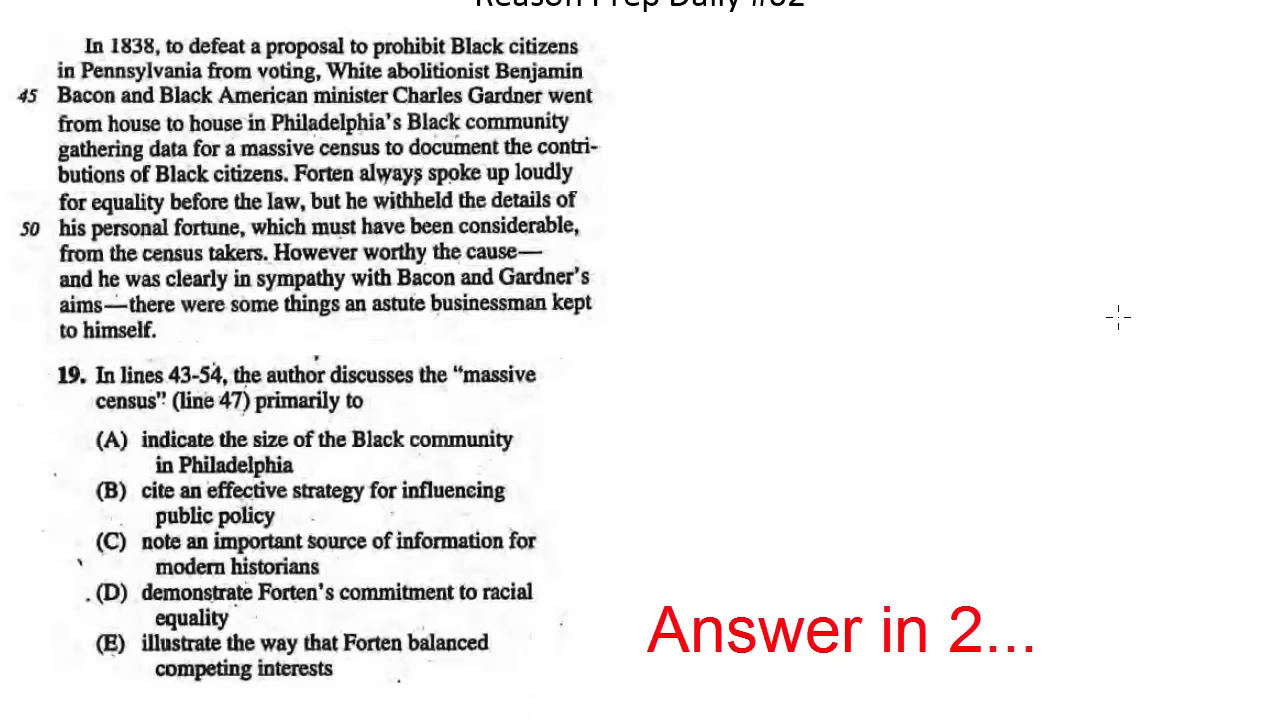 Reason Prep Daily #62
In 1838, to defeat a proposal to prohibit Black citizens
in Pennsylvania from voting, White abolitionist Benjamin
45 Bacon and Black American minister Charles Gardner went
from house to house in Philadelphia's Black community
gathering data for a massive census to document the contri-
butions of Black citizens. Forten always spoke up loudly
for equality before the law, but he withheld the details of
50 his personal fortune, which must have been considerable,
from the census takers. However worthy the cause—
and he was clearly in sympathy with Bacon and Gardner's
aims—there were some things an astute businessman kept
to himself.
19. In lines 43-54, the author discusses the "massive
census" (line 47) primarily to
(A) indicate the size of the Black community
in Philadelphia
(B) cite an effective strategy for influencing
public policy
(C) note an important source of information for
modern historians
(D) demonstrate Forten's commitment to racial
equality
(E) illustrate the way that Forten balanced
competing interests
Answer in 2...